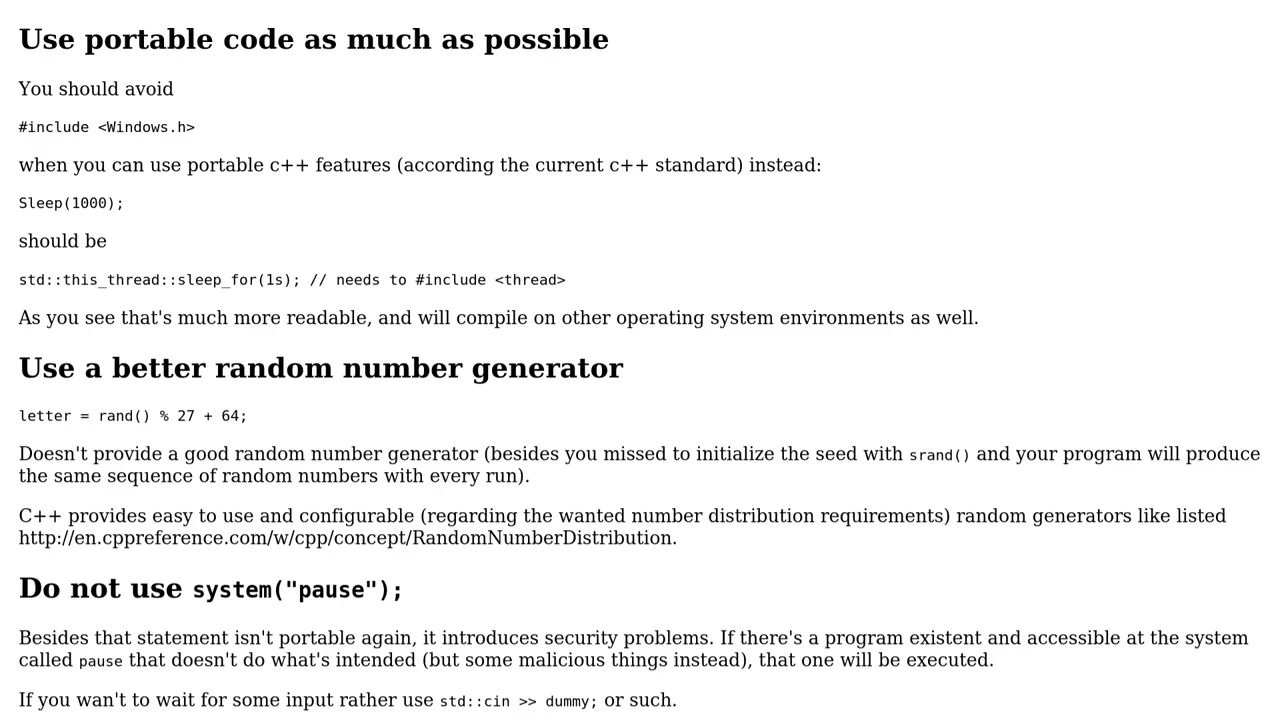 Use portable code as much as possible
You should avoid
#include <Windows.h>
when you can use portable c++ features (according the current c++ standard) instead:
Sleep(1000);
should be
std::this_thread::sleep_for(1s); // needs to #include <thread>
As you see that's much more readable, and will compile on other operating system environments as well.
Use a better random number generator
letter = rand() % 27 + 64;
Doesn't provide a good random number generator (besides you missed to initialize the seed with srand() and your program will produce
the same sequence of random numbers with every run).
C++ provides easy to use and configurable (regarding the wanted number distribution requirements) random generators like listed
http://en.cppreference.com/w/cpp/concept/RandomNumberDistribution.
Do not use system("pause");
Besides that statement isn't portable again, it introduces security problems. If there's a program existent and accessible at the system
called pause that doesn't do what's intended (but some malicious things instead), that one will be executed.
If you wan't to wait for some input rather use std::cin >> dummy; or such.